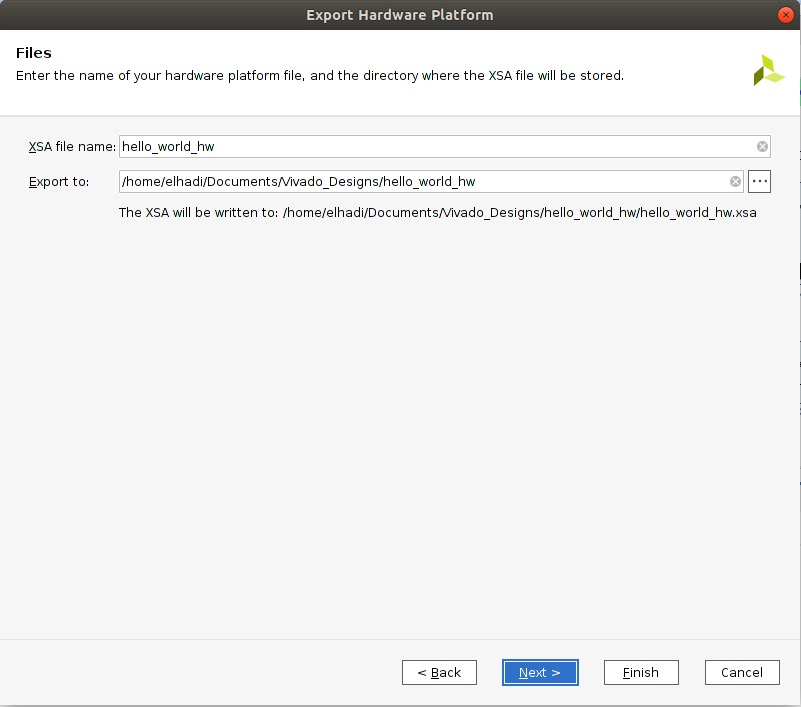 Export Hardware Platform
Files
Enter the name of your hardware platform file, and the directory where the XSA file will be stored.
XSA file name: hello_world_hw
Export to: /home/elhadi/Documents/Vivado_Designs/hello_world_hw ...
The XSA will be written to: /home/elhadi/Documents/Vivado_Designs/hello_world_hw/hello_world_hw.xsa
< Back Next > Finish Cancel